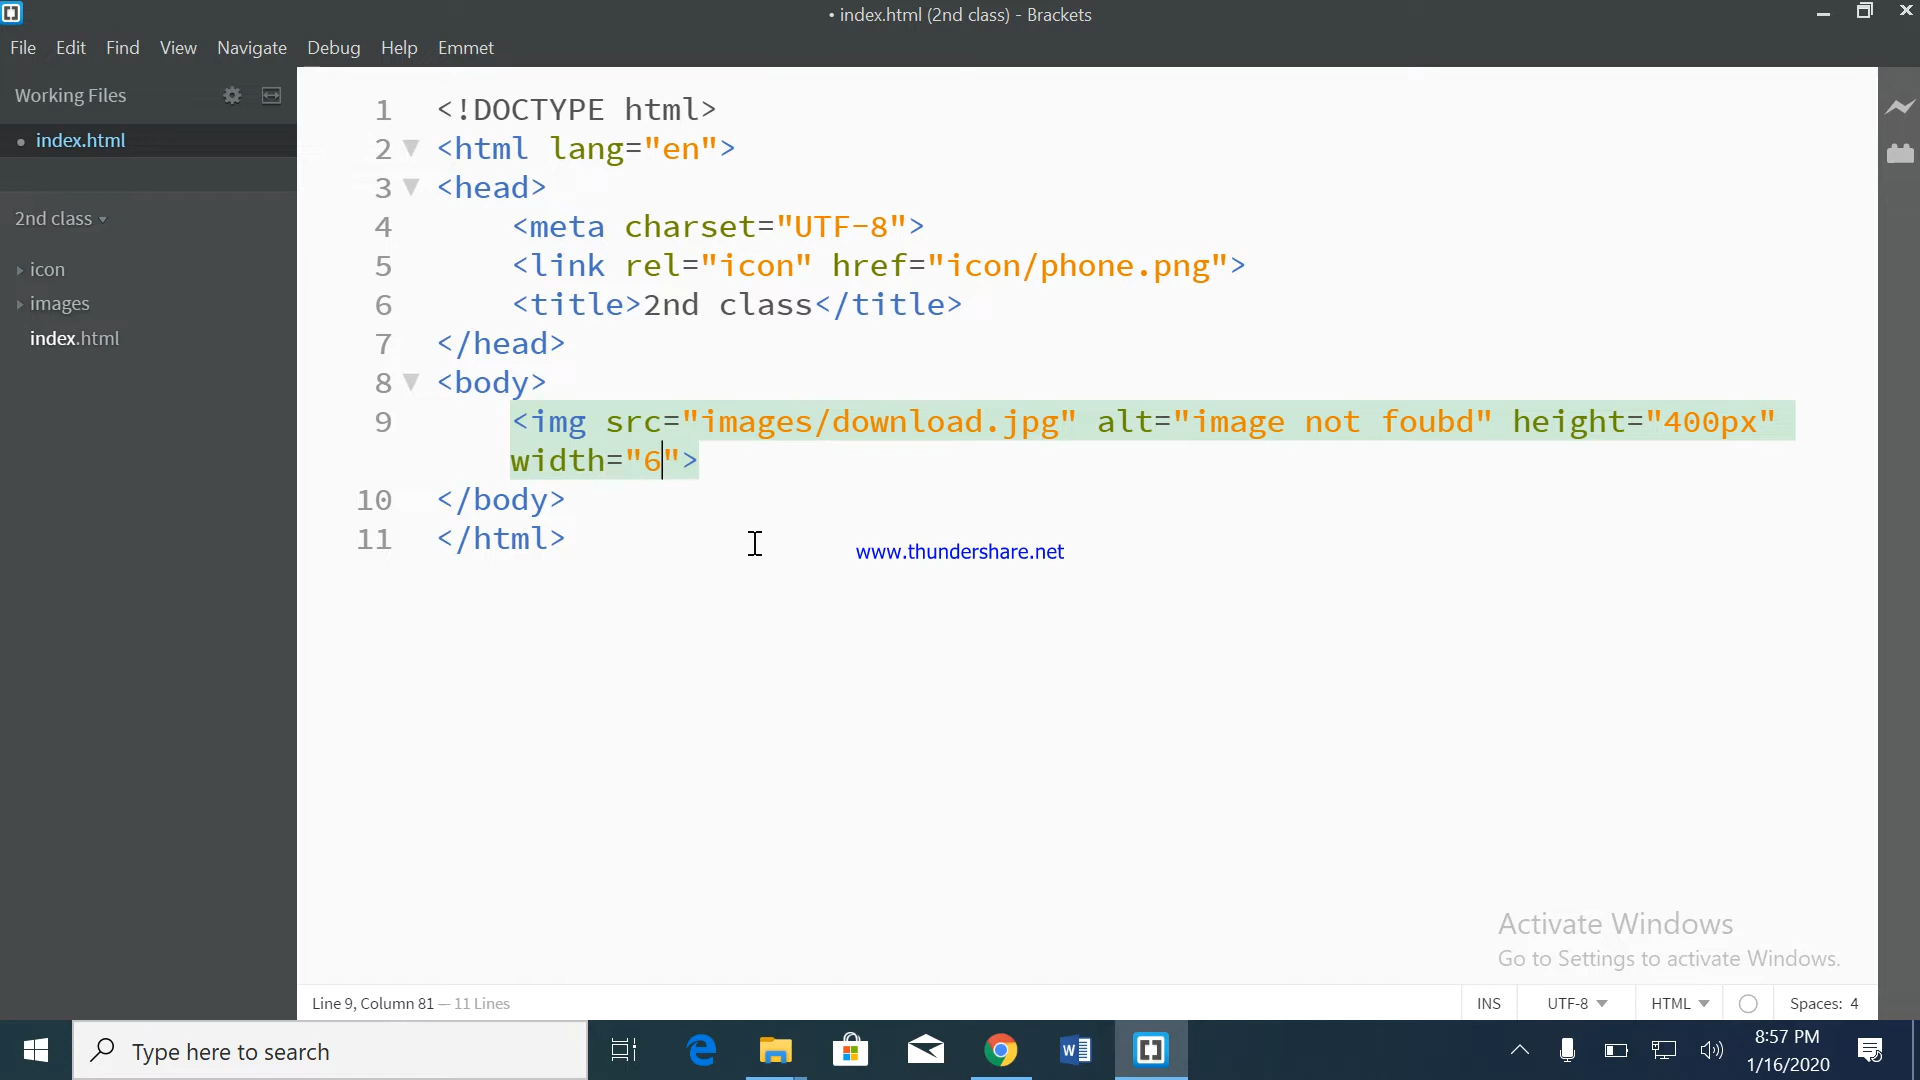 • index.html (2nd class) - Brackets
File Edit Find View Navigate Debug Help Emmet
Working Files
• index.html
2nd class
icon
images
index.html
1 <!DOCTYPE html>
2 <html lang="en">
3 <head>
4 <meta charset="UTF-8">
5 <link rel="icon" href="icon/phone.png">
6 <title>2nd class</title>
7 </head>
8 <body>
9 <img src="images/download.jpg" alt="image not foubd" height="400px"
width="6">
10 </body>
11 </html>
www.thundershare.net
Activate Windows
Go to Settings to activate Windows.
Line 9, Column 81 — 11 Lines
INS UTF-8 HTML Spaces: 4
Type here to search
8:57 PM
1/16/2020